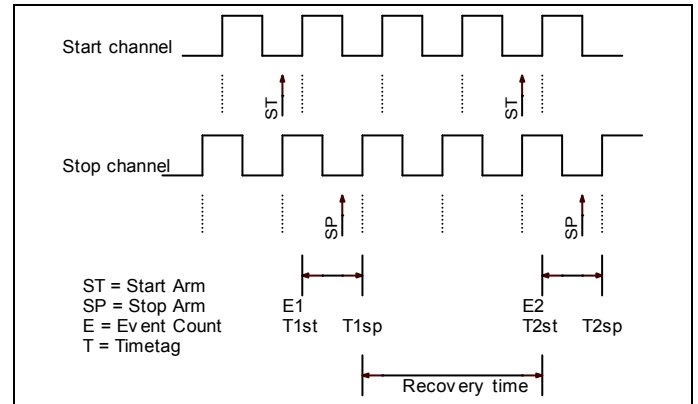 Start channel
ST
ST
Stop channel
SP
SP
ST = Start Arm
SP = Stop Arm
E = Event Count
T = Timetag
E1
T1st T1sp
E2
T2st T2sp
Recovery time